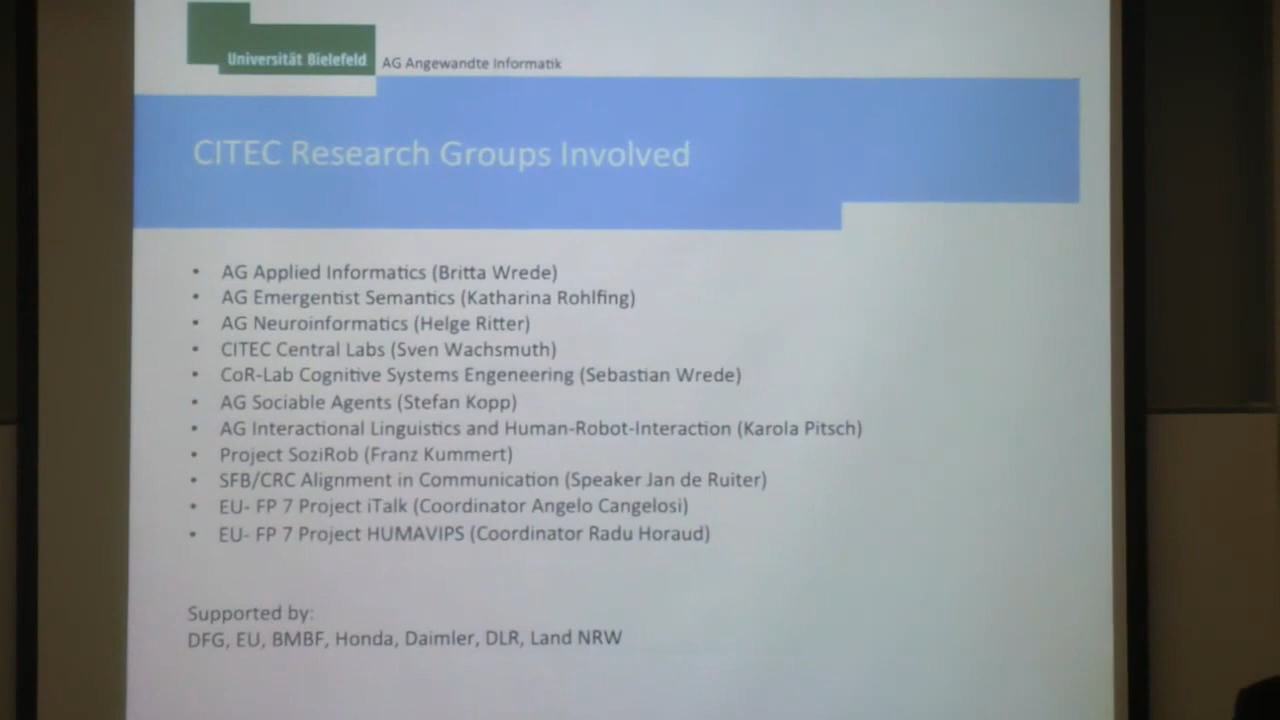 Universität Bielefeld AG Angewandte Informatik
CITEC Research Groups Involved
• AG Applied Informatics (Britta Wrede)
• AG Emergentist Semantics (Katharina Rohlfing)
• AG Neuroinformatics (Helge Ritter)
• CITEC Central Labs (Sven Wachsmuth)
• CoR-Lab Cognitive Systems Engeneering (Sebastian Wrede)
• AG Sociable Agents (Stefan Kopp)
• AG Interactional Linguistics and Human-Robot-Interaction (Karola Pitsch)
• Project SoziRob (Franz Kummert)
• SFB/CRC Alignment in Communication (Speaker Jan de Ruiter)
• EU- FP 7 Project iTalk (Coordinator Angelo Cangelosi)
• EU- FP 7 Project HUMAVIPS (Coordinator Radu Horaud)
Supported by:
DFG, EU, BMBF, Honda, Daimler, DLR, Land NRW